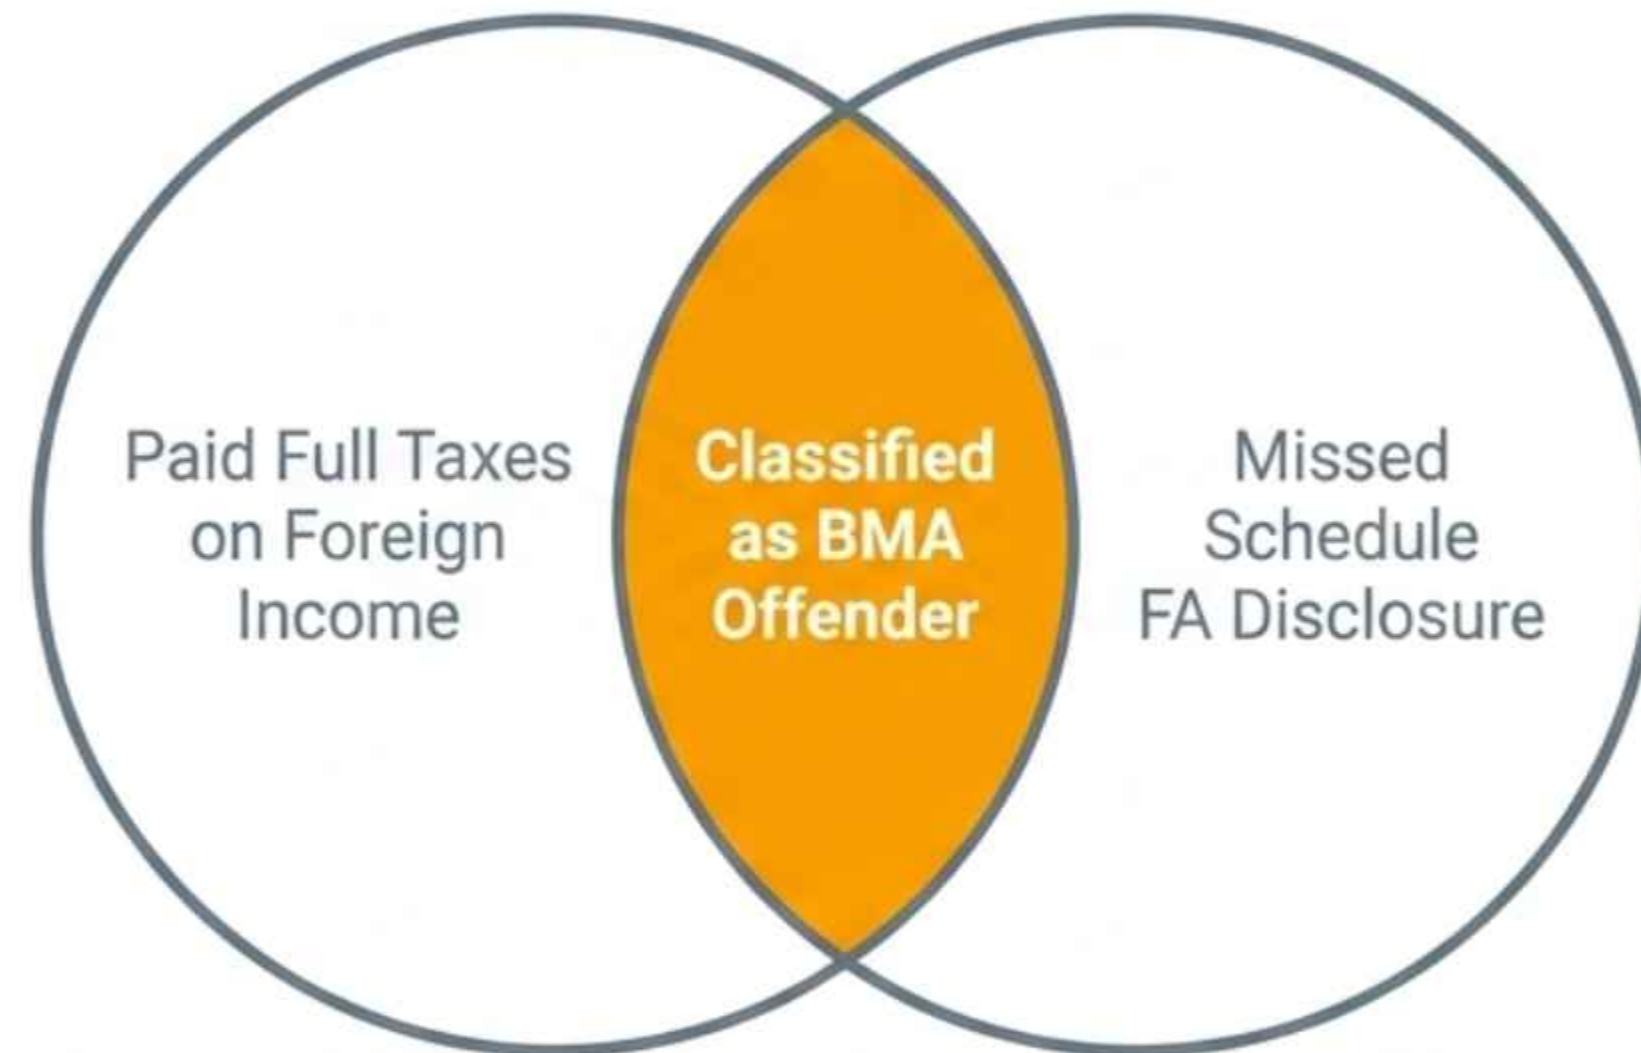 Paid Full Taxes
on Foreign
Income
Classified
as BMA
Offender
Missed
Schedule
FA Disclosure